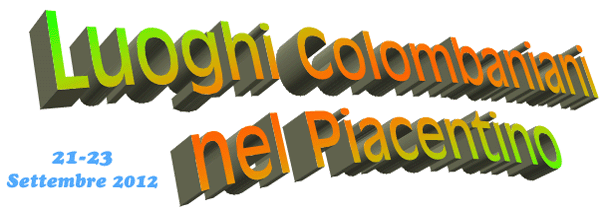 Luoghi Colombaniani
nel Piacentino
21-23
Settembre 2012